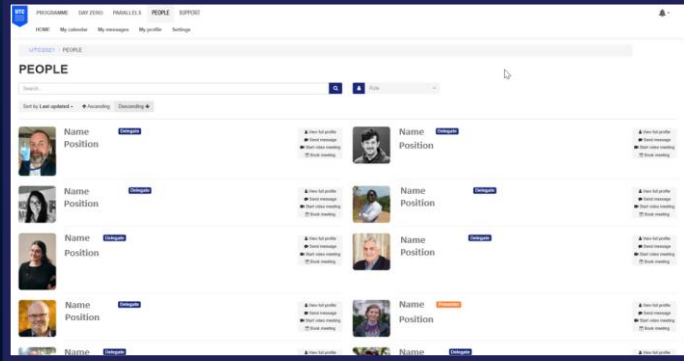 UTC
PROGRAMME DAY ZERO PARALLELS PEOPLE SUPPORT
HOME My calendar My messages My profile Settings
UTC2021 / PEOPLE
PEOPLE
Search... Role
Sort by Last updated Ascending Descending
Name Delegate View full profile Name Delegate View full profile
Position Send message Position Send message
Start video meeting Start video meeting
Book meeting Book meeting
Name Delegate View full profile Name Delegate View full profile
Position Send message Position Send message
Start video meeting Start video meeting
Book meeting Book meeting
Name Delegate View full profile Name Delegate View full profile
Position Send message Position Send message
Start video meeting Start video meeting
Book meeting Book meeting
Name Delegate View full profile Name Presenter View full profile
Position Send message Position Send message
Start video meeting Start video meeting
Book meeting Book meeting
Name Delegate View full profile Name Delegate View full profile